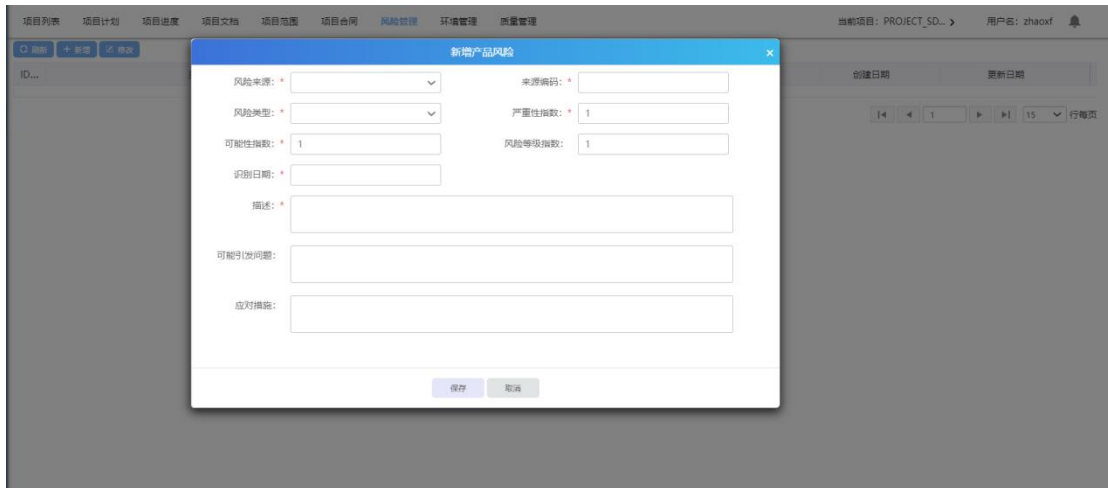 项目列表 项目计划 项目进度 项目文档 项目范围 项目合同 风险管理 环境管理 质量管理 当前项目: PROJECT_SD... 用户名: zhaoxf
刷新 + 新增 修改
新增产品风险 ×
ID... 创建日期 更新日期
风险来源: * 来源编码: *
风险类型: * 严重性指数: * 1
可能性指数: * 1 风险等级指数: 1
1 15 行每页
识别日期: *
描述: *
可能引发问题:
应对措施:
保存 取消